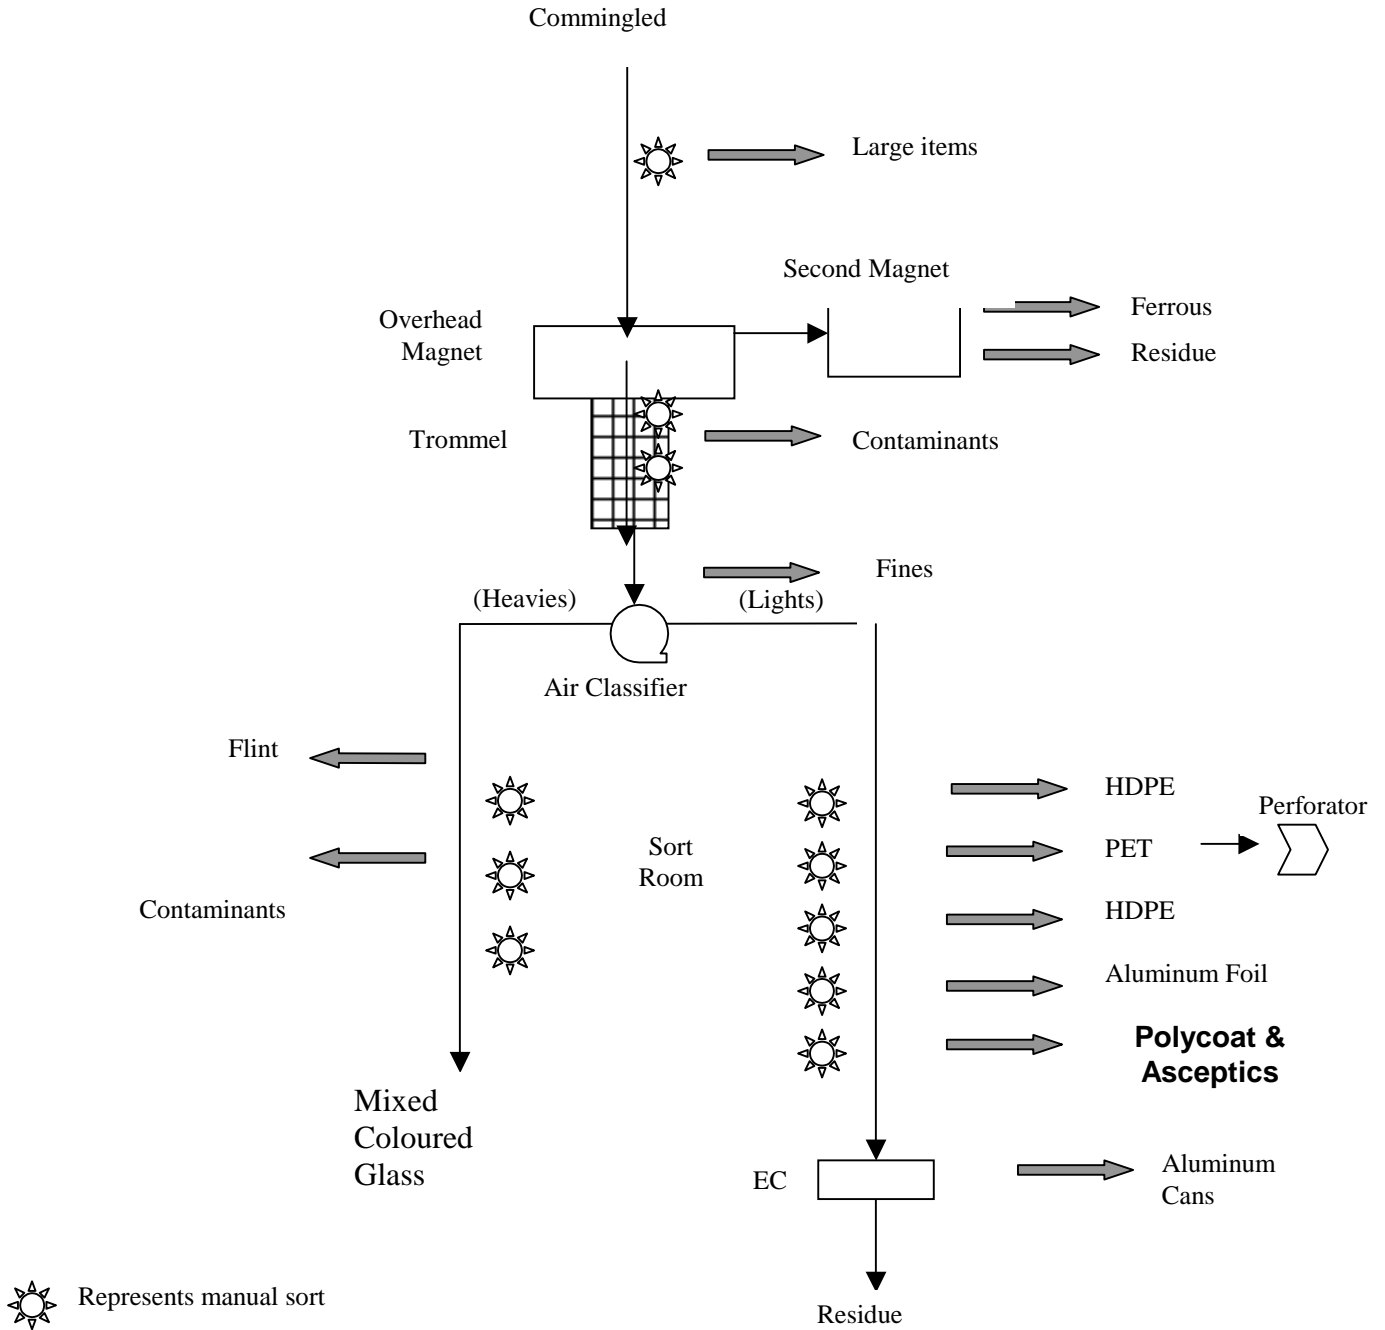 Commingled
Large items
Second Magnet
Overhead
Magnet
Ferrous
Residue
Trommel
Contaminants
Fines
(Heavies)
(Lights)
Air Classifier
Flint
HDPE
Perforator
Sort
Room
PET
Contaminants
HDPE
Aluminum Foil
Polycoat &
Asceptics
Mixed
Coloured
Glass
EC
Aluminum
Cans
Represents manual sort
Residue